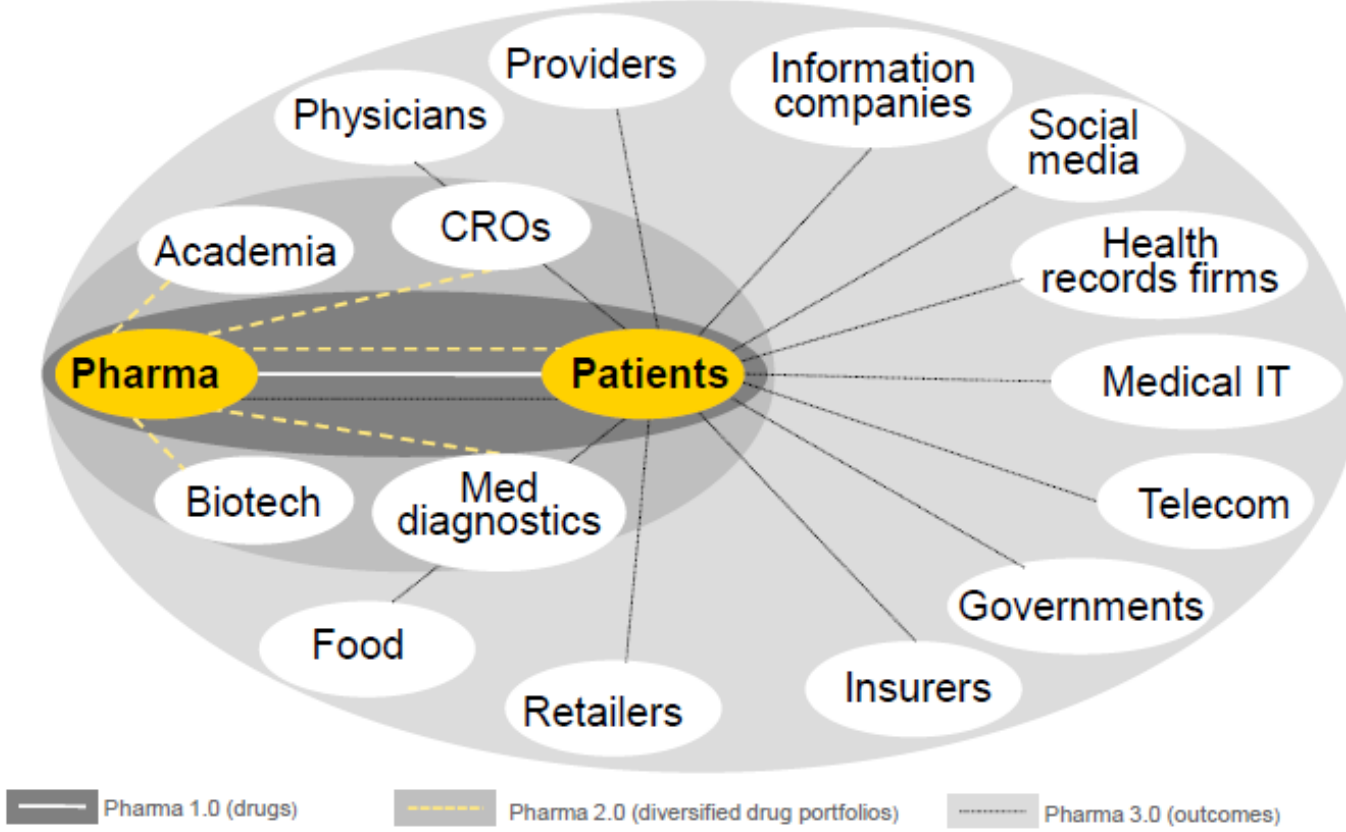 Providers
Information
companies
Physicians
Social
media
CROs
Academia
Health
records firms
Pharma
Patients
Medical IT
Biotech
Med
diagnostics
Telecom
Governments
Food
Insurers
Retailers
Pharma 1.0 (drugs)
Pharma 2.0 (diversified drug portfolios)
Pharma 3.0 (outcomes)